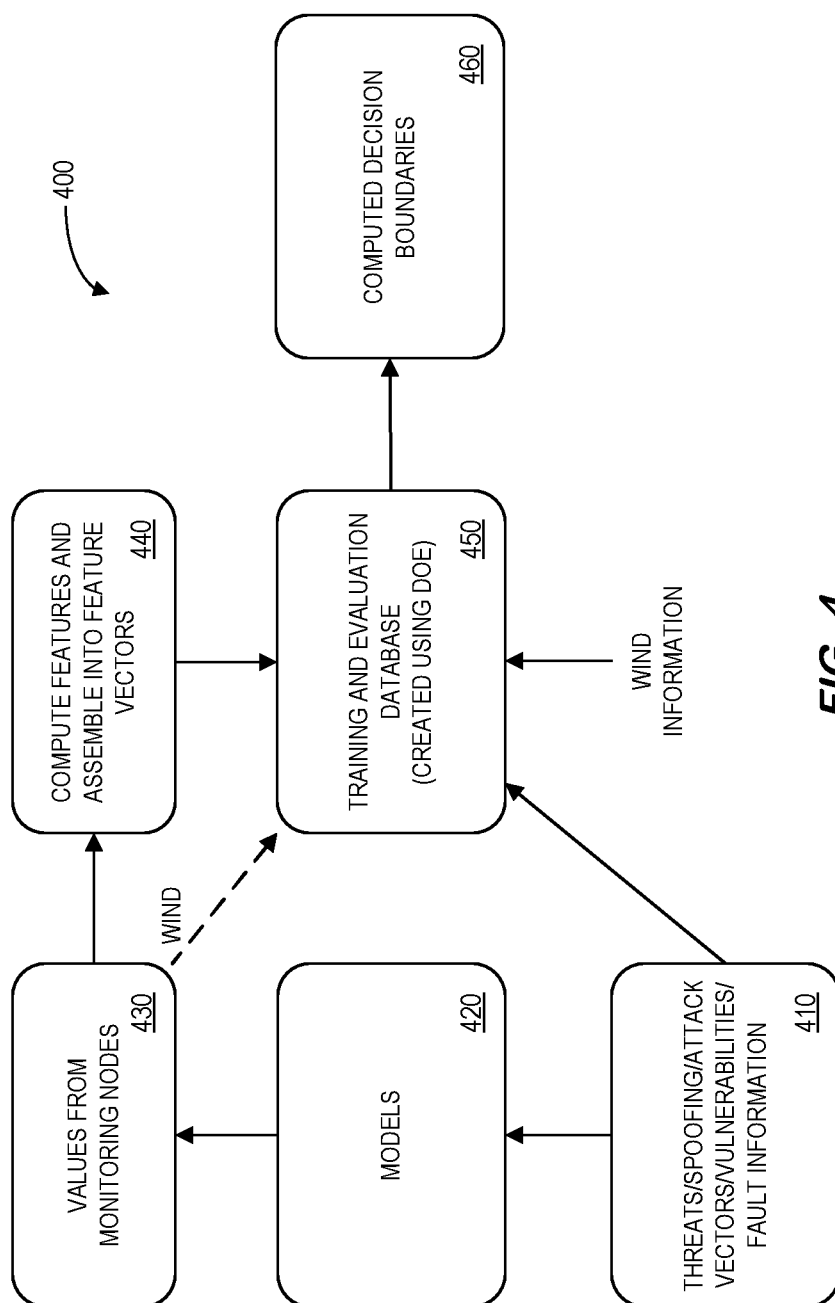 400
VALUES FROM
MONITORING NODES
430
COMPUTE FEATURES AND
ASSEMBLE INTO FEATURE
VECTORS
440
WIND
MODELS
420
TRAINING AND EVALUATION
DATABASE
(CREATED USING DOE)
450
COMPUTED DECISION
BOUNDARIES
460
THREATS/SPOOFING/ATTACK
VECTORS/VULNERABILITIES/
FAULT INFORMATION
410
WIND
INFORMATION
FIG. 4